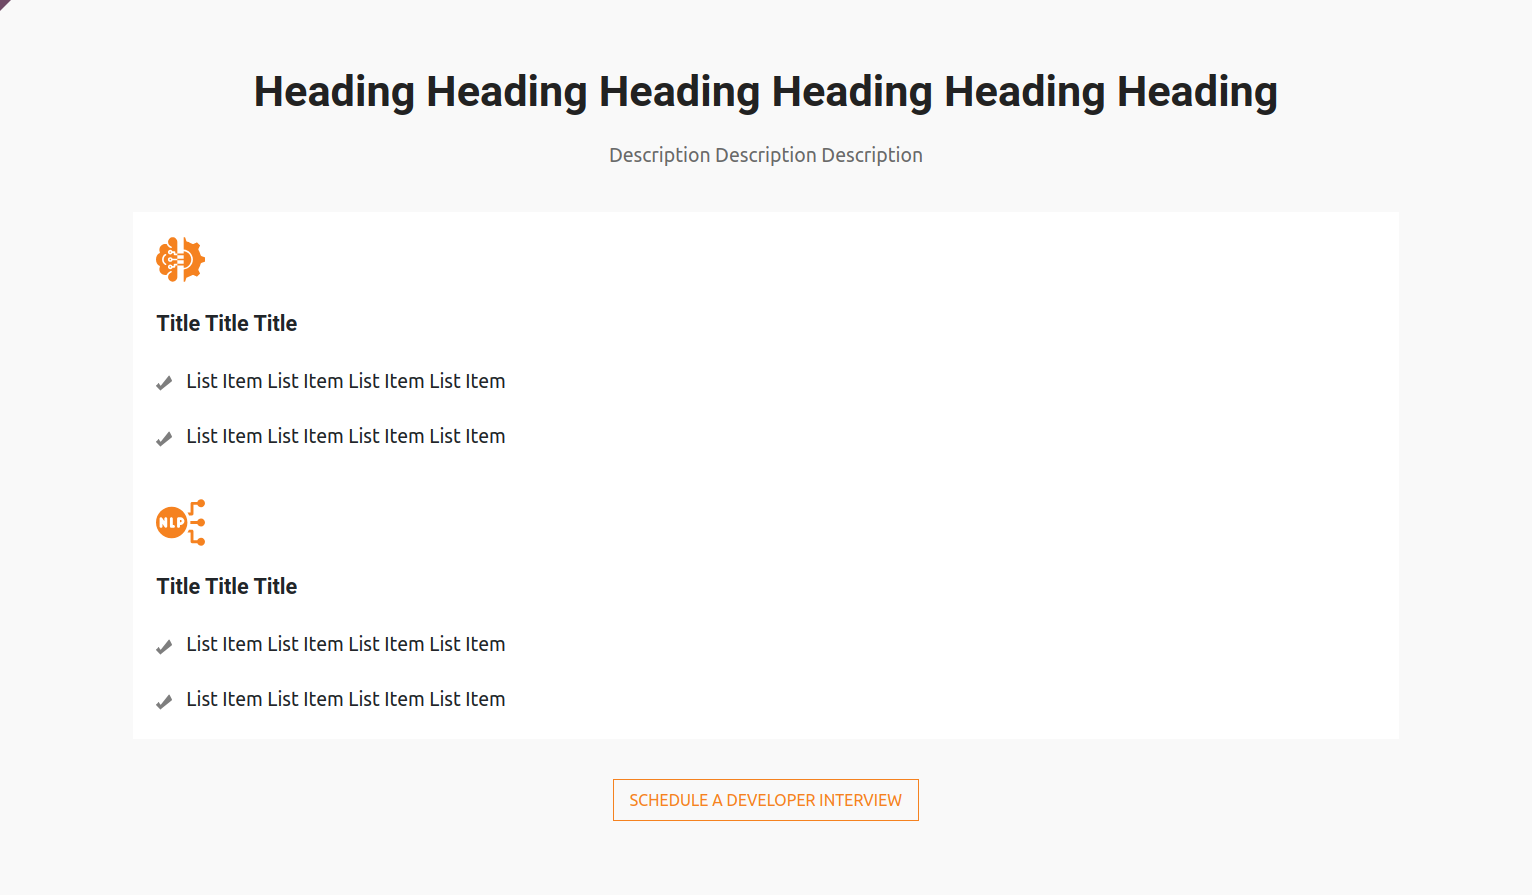 Heading Heading Heading Heading Heading Heading
Description Description Description
Title Title Title
List Item List Item List Item List Item
List Item List Item List Item List Item
NLP
Title Title Title
List Item List Item List Item List Item
List Item List Item List Item List Item
SCHEDULE A DEVELOPER INTERVIEW